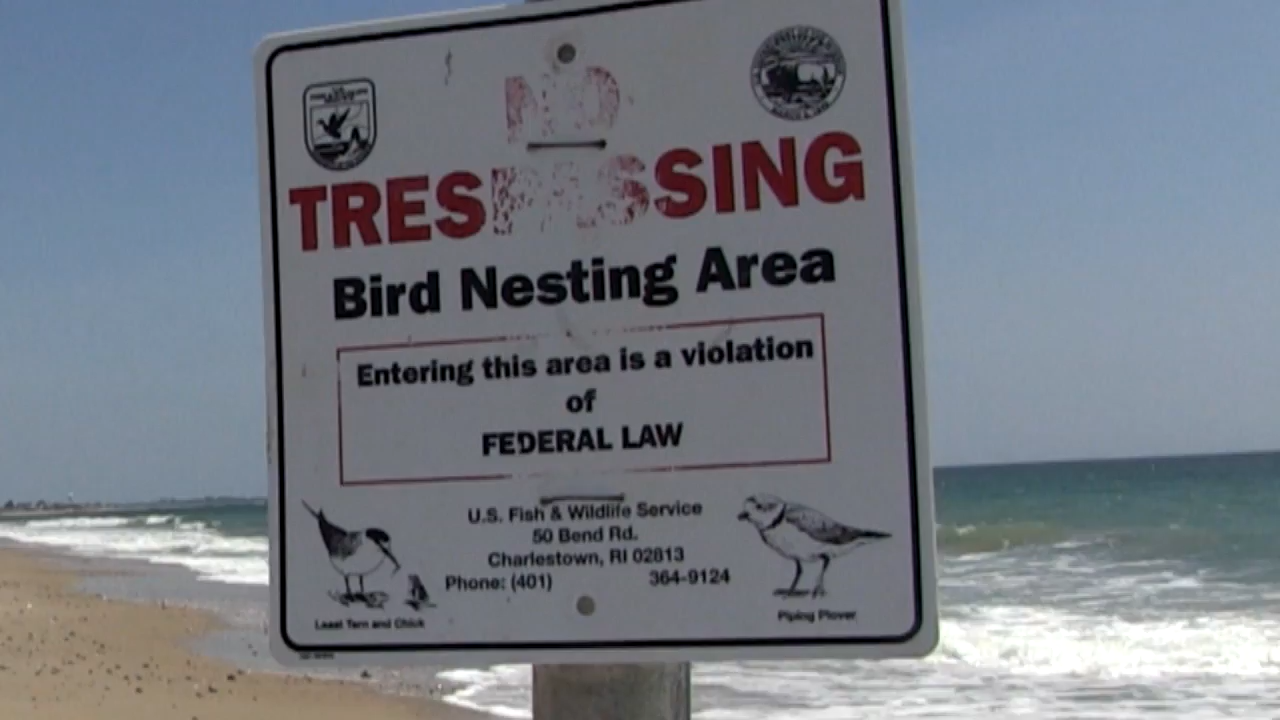 NO
TRESPASSING
Bird Nesting Area
Entering this area is a violation
of
FEDERAL LAW
U.S. Fish & Wildlife Service
50 Bend Rd.
Charlestown, RI 02813
Phone: (401) 364-9124
Least Tern and Chick
Piping Plover